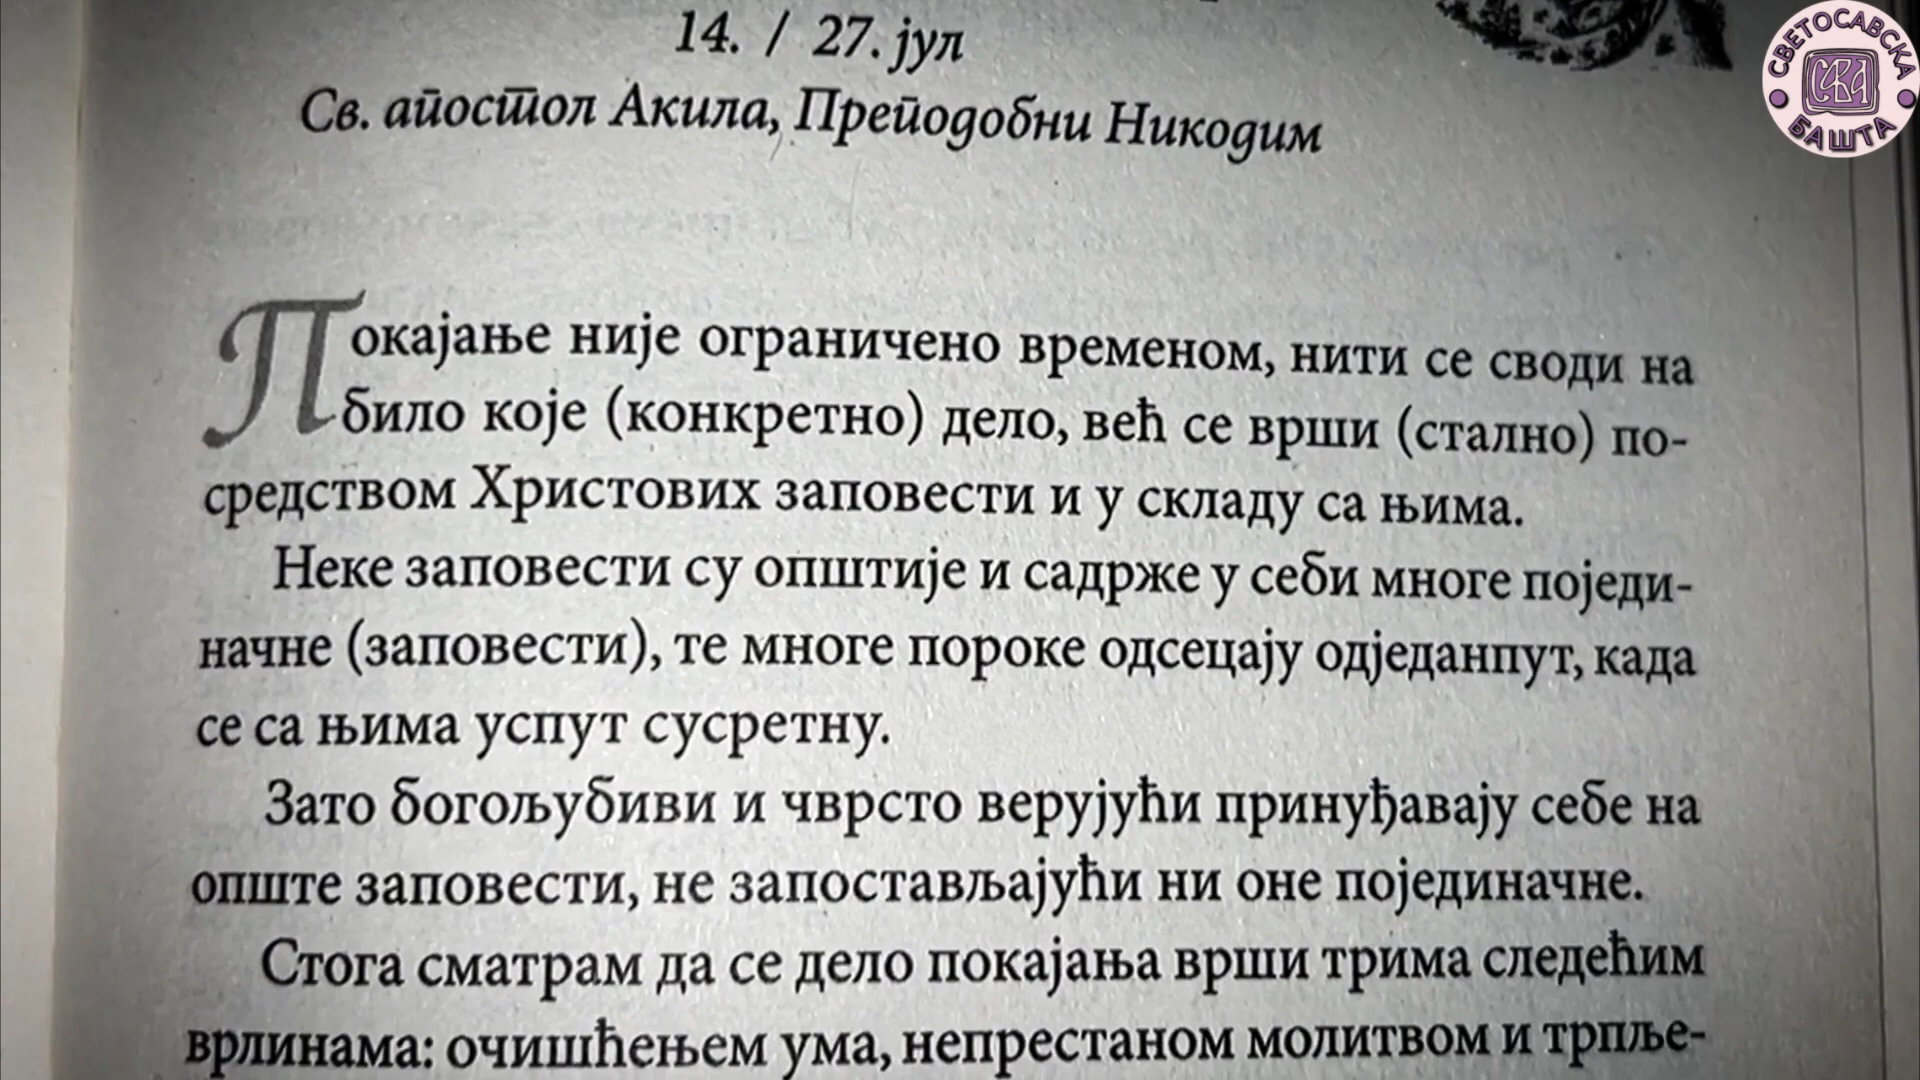 14. / 27. јул
Св. апостол Акила, Преподобни Никодим
СВЕТОСАВСКА
САВА
БАШТА
Покајање није ограничено временом, нити се своди на
било које (конкретно) дело, већ се врши (стално) по-
средством Христових заповести и у складу са њима.
Неке заповести су општије и садрже у себи многе поједи-
начне (заповести), те многе пороке одсецају одједанпут, када
се са њима успут сусретну.
Зато богољубиви и чврсто верујући принуђавају себе на
опште заповести, не запостављајући ни оне појединачне.
Стога сматрам да се дело покајања врши трима следећим
врлинама: очишћењем ума, непрестаном молитвом и трпље-